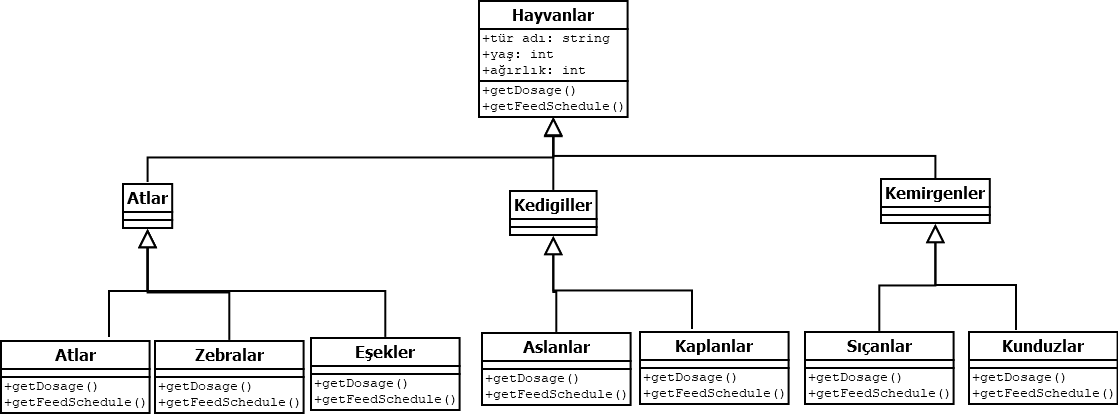 Hayvanlar
+tür adı: string
+yaş: int
+ağırlık: int
+getDosage()
+getFeedSchedule()
Atlar
Kedigiller
Kemirgenler
Atlar
+getDosage()
+getFeedSchedule()
Zebralar
+getDosage()
+getFeedSchedule()
Eşekler
+getDosage()
+getFeedSchedule()
Aslanlar
+getDosage()
+getFeedSchedule()
Kaplanlar
+getDosage()
+getFeedSchedule()
Sıçanlar
+getDosage()
+getFeedSchedule()
Kunduzlar
+getDosage()
+getFeedSchedule()